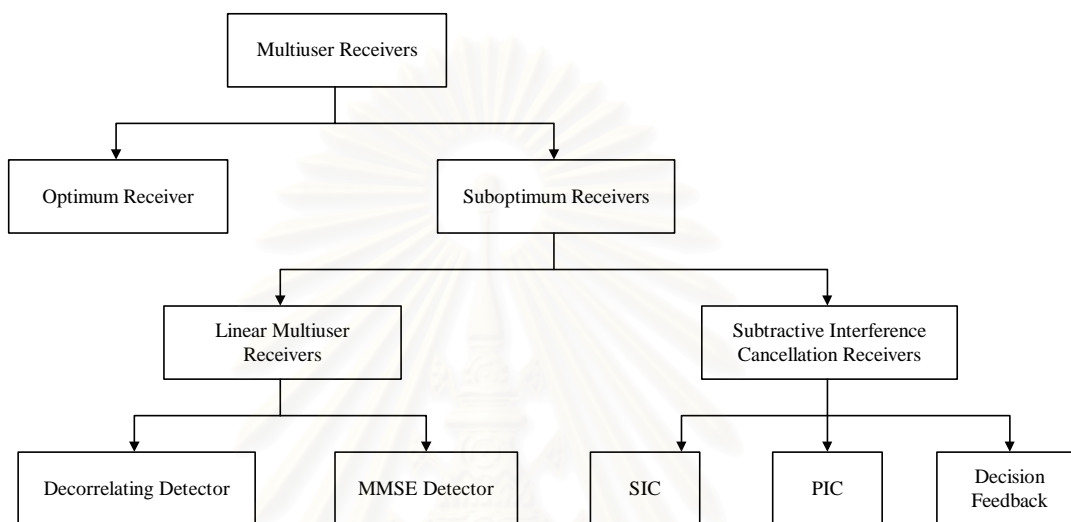 Multiuser Receivers
Optimum Receiver
Suboptimum Receivers
Linear Multiuser
Receivers
Subtractive Interference
Cancellation Receivers
Decorrelating Detector
MMSE Detector
SIC
PIC
Decision
Feedback